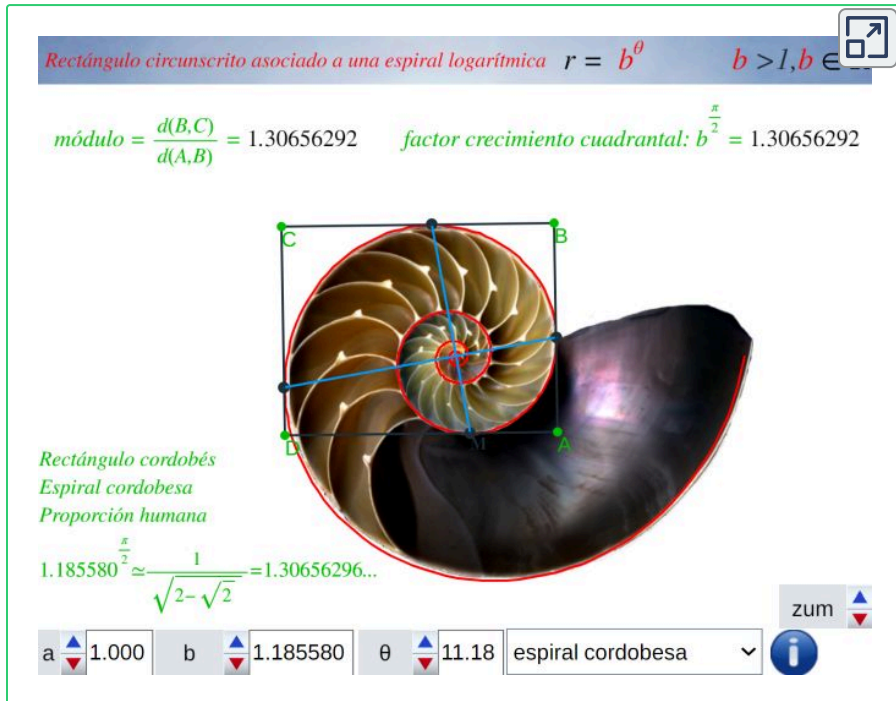 Rectángulo circunscrito asociado a una espiral logarítmica r = b^θ b >1,b ∈
módulo = d(B,C)/d(A,B) = 1.30656292 factor crecimiento cuadrantal: b^(π/2) = 1.30656292
C B
D M A
Rectángulo cordobés
Espiral cordobesa
Proporción humana
1.185580^(π/2) ≃ 1/√(2-√2) =1.30656296...
zum
a 1.000 b 1.185580 θ 11.18 espiral cordobesa i